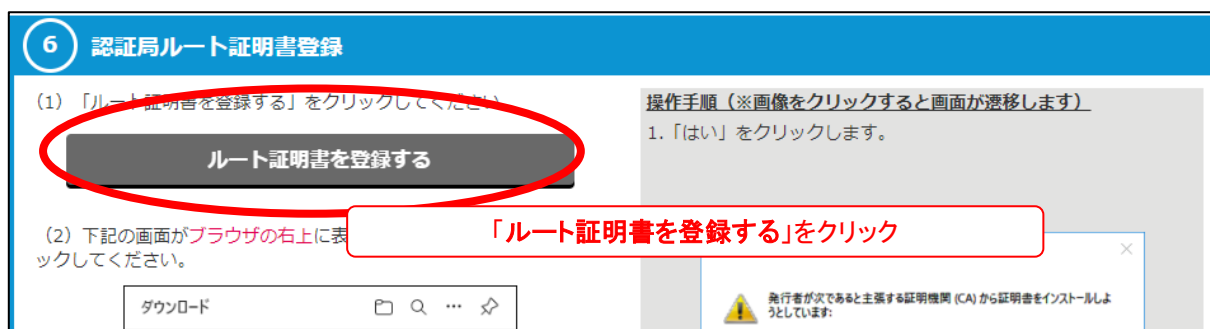 6 認証局ルート証明書登録
(1)「ルート証明書を登録する」をクリックしてください
ルート証明書を登録する
(2)下記の画面がブラウザの右上に表
ックしてください。
ダウンロード
操作手順(※画像をクリックすると画面が遷移します)
1.「はい」をクリックします。
「ルート証明書を登録する」をクリック
発行者が次であると主張する証明機関 (CA) から証明書をインストールしよ
うとしています: